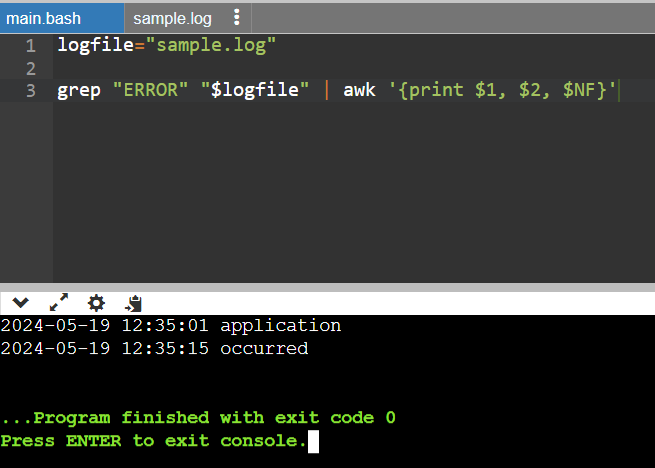 main.bash sample.log
1 logfile="sample.log"
2
3 grep "ERROR" "$logfile" | awk '{print $1, $2, $NF}'
2024-05-19 12:35:01 application
2024-05-19 12:35:15 occurred
...Program finished with exit code 0
Press ENTER to exit console.